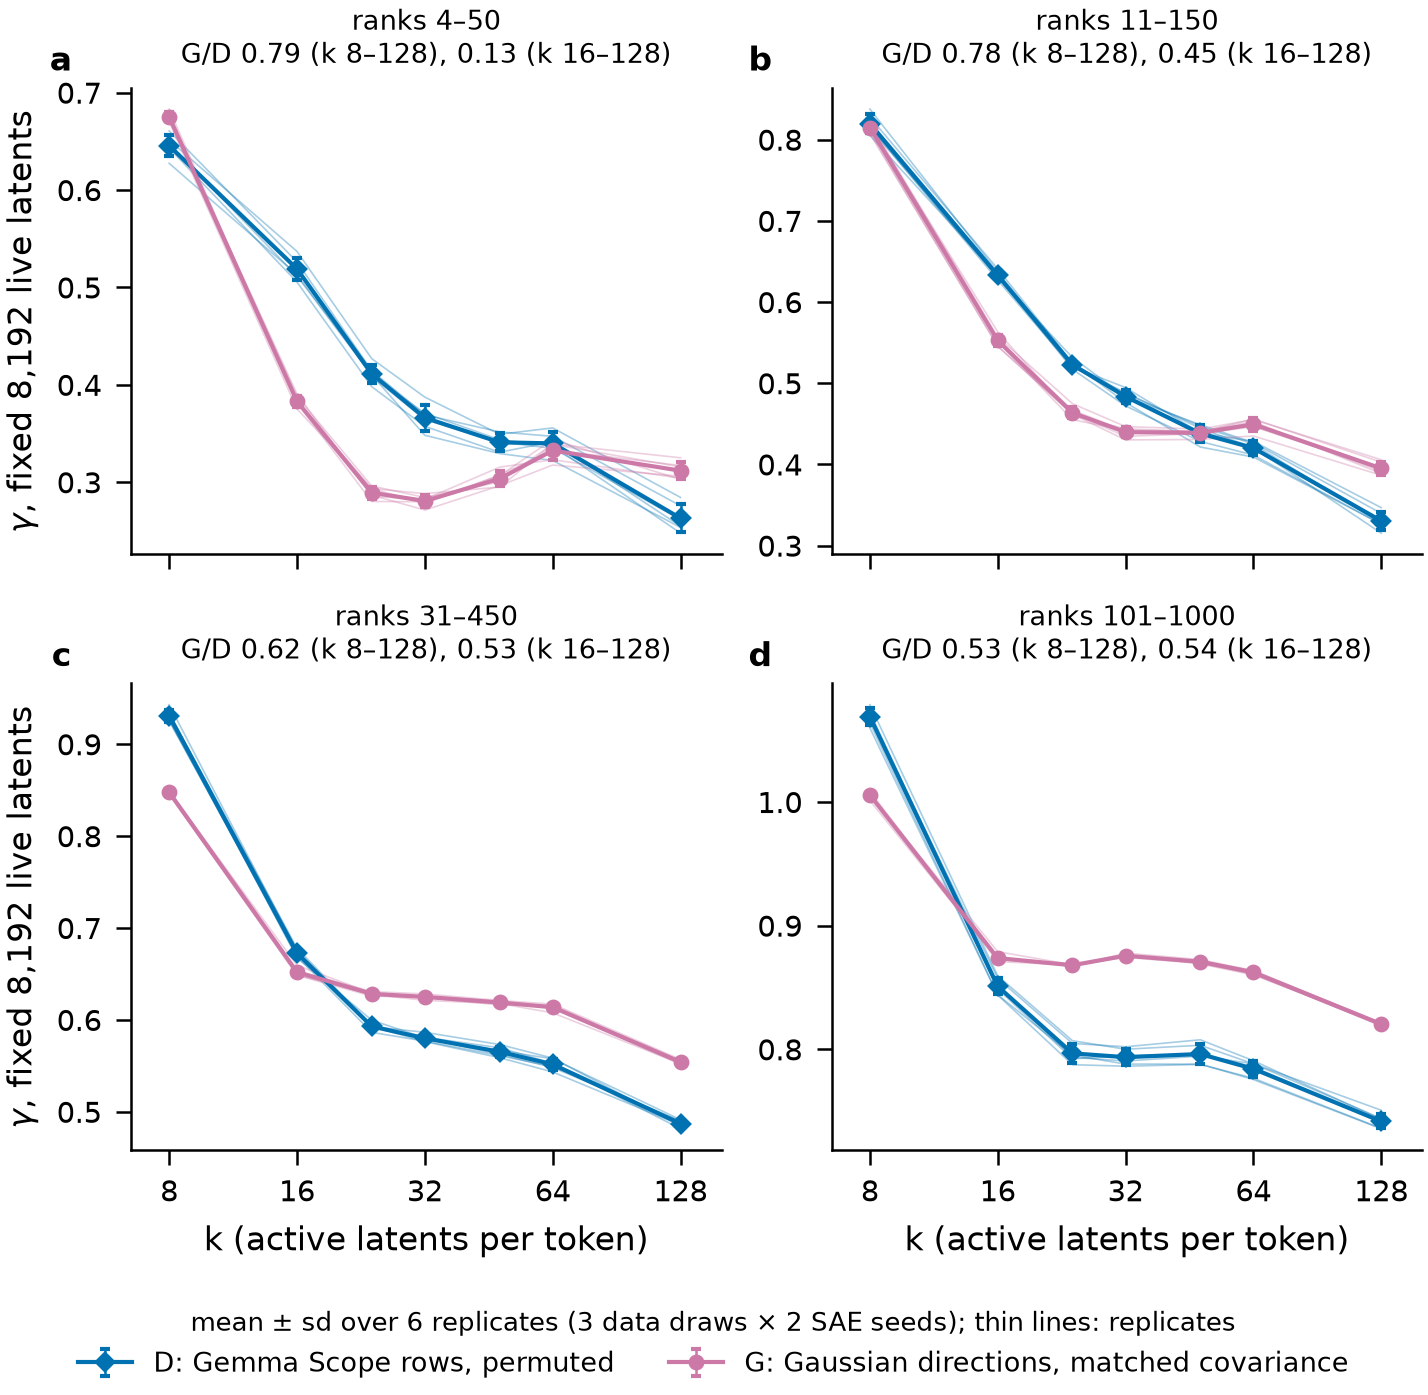 ranks 4–50
a G/D 0.79 (k 8–128), 0.13 (k 16–128)
γ, fixed 8,192 live latents
0.7
0.6
0.5
0.4
0.3
ranks 11–150
b G/D 0.78 (k 8–128), 0.45 (k 16–128)
0.8
0.7
0.6
0.5
0.4
0.3
ranks 31–450
c G/D 0.62 (k 8–128), 0.53 (k 16–128)
γ, fixed 8,192 live latents
0.9
0.8
0.7
0.6
0.5
8 16 32 64 128
k (active latents per token)
ranks 101–1000
d G/D 0.53 (k 8–128), 0.54 (k 16–128)
1.0
0.9
0.8
8 16 32 64 128
k (active latents per token)
mean ± sd over 6 replicates (3 data draws × 2 SAE seeds); thin lines: replicates
D: Gemma Scope rows, permuted G: Gaussian directions, matched covariance